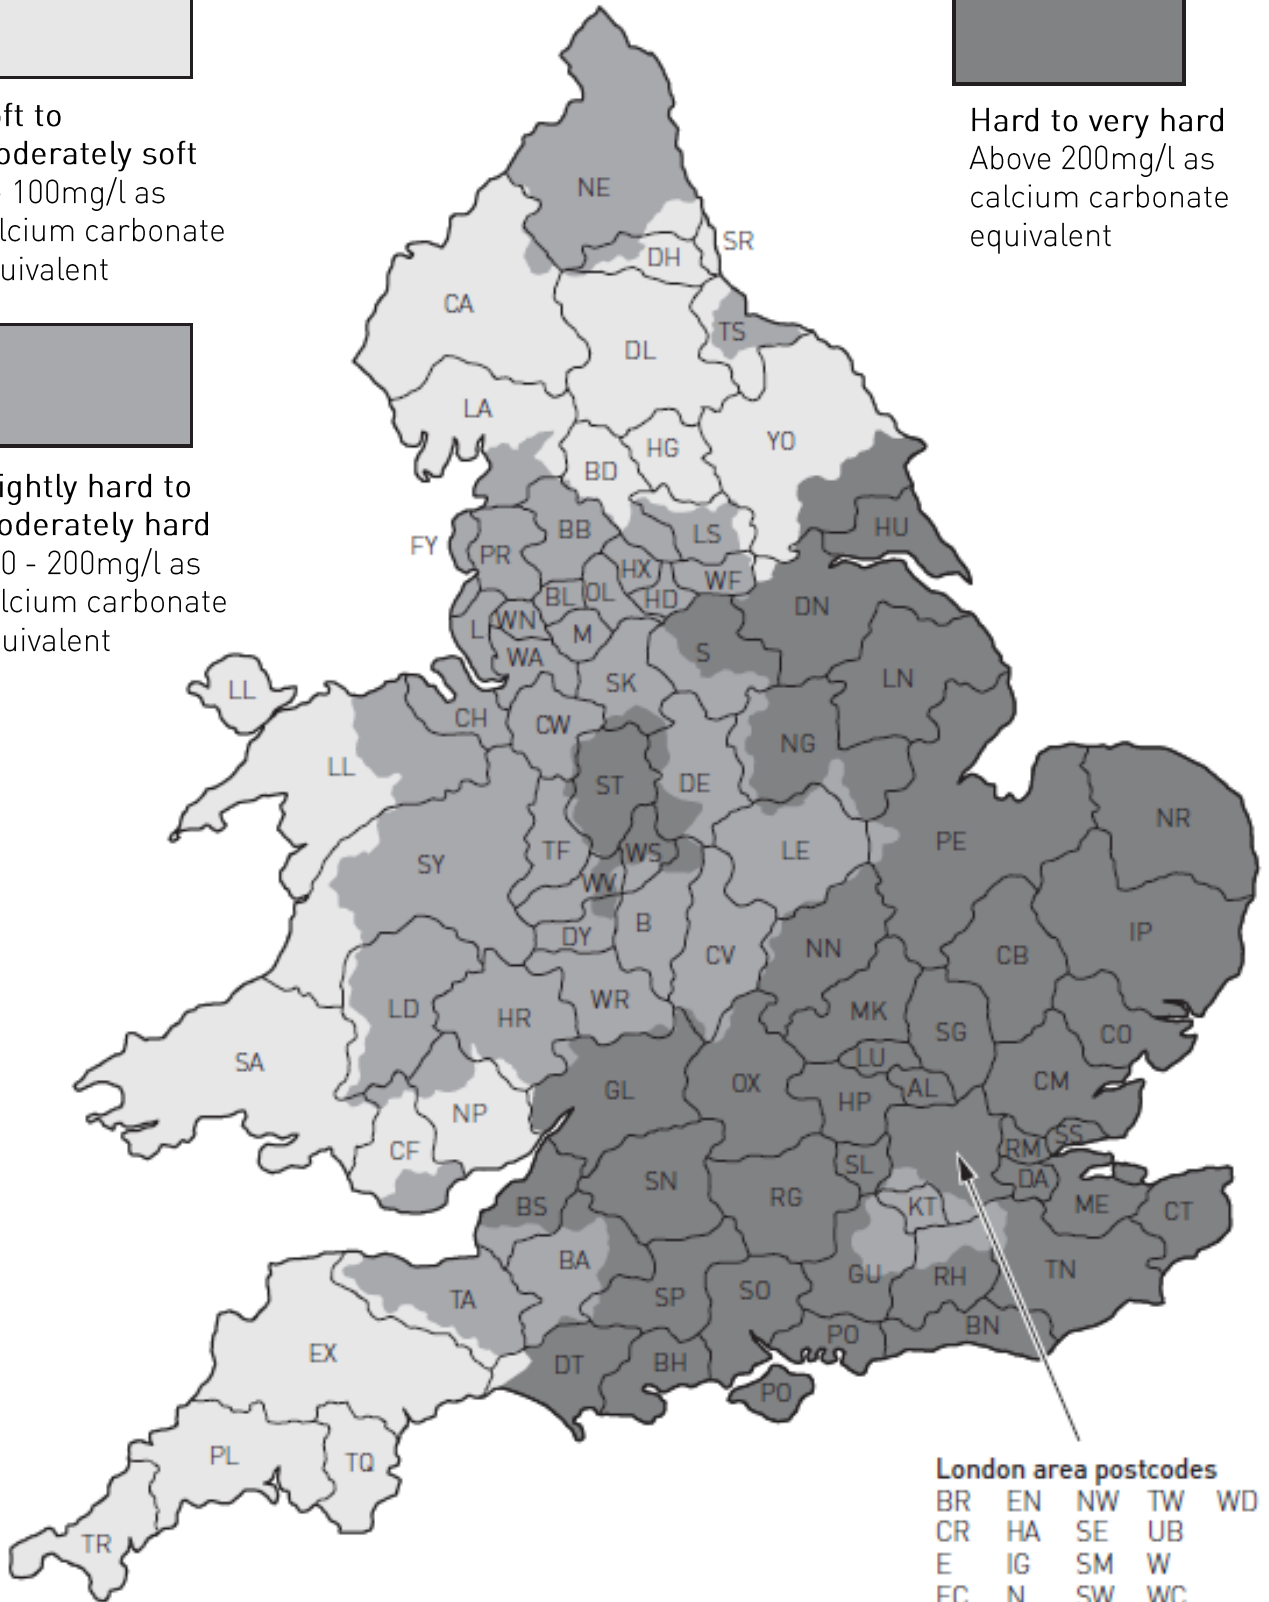 ft to
oderately soft
- 100mg/l as
lcium carbonate
quivalent
ightly hard to
oderately hard
0 - 200mg/l as
lcium carbonate
quivalent
Hard to very hard
Above 200mg/l as
calcium carbonate
equivalent
NE
SR
DH
CA
TS
DL
LA
YO
HG
BD
HU
LS
BB
FY
PR
HX
WF
OL
BL
HD
DN
WN
L
M
WA
S
SK
LN
LL
CH
CW
NG
LL
ST
DE
NR
PE
LE
WS
TF
SY
WV
B
IP
DY
NN
CV
CB
WR
LD
HR
MK
SG
CO
LU
SA
OX
CM
GL
AL
HP
NP
SS
RM
CF
SL
DA
SN
RG
ME
KT
BS
CT
BA
TN
GU
RH
SO
SP
TA
BN
PO
EX
BH
DT
PO
PL
TQ
TR
London area postcodes
BR EN NW TW WD
CR HA SE UB
E IG SM W
EC N SW WC